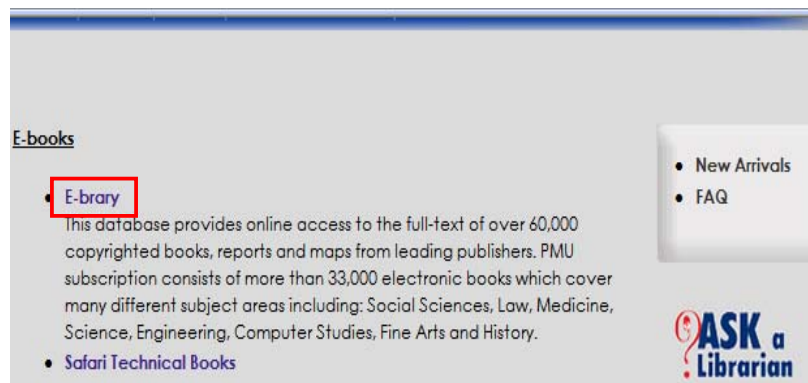 E-books
• E-brary
This database provides online access to the full-text of over 60,000
copyrighted books, reports and maps from leading publishers. PMU
subscription consists of more than 33,000 electronic books which cover
many different subject areas including: Social Sciences, Law, Medicine,
Science, Engineering, Computer Studies, Fine Arts and History.
• Safari Technical Books
• New Arrivals
• FAQ
?ASK a
Librarian